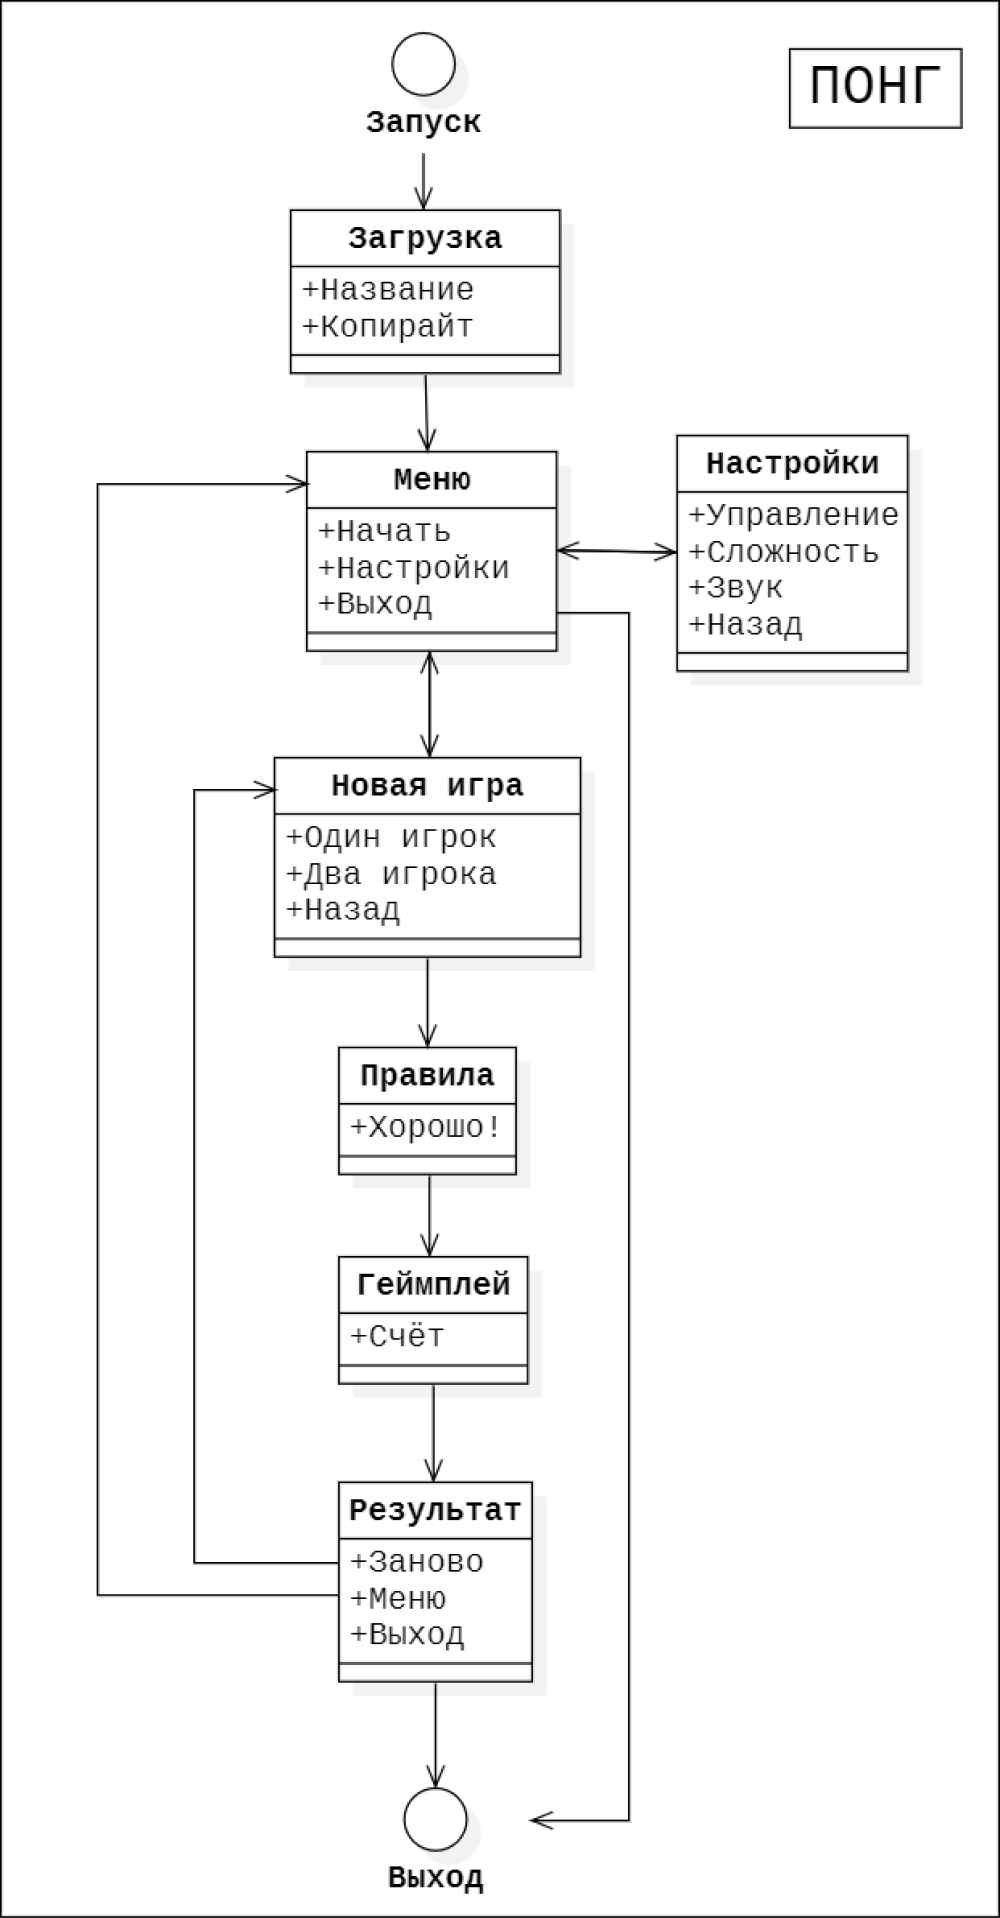 ПОНГ
Запуск
Загрузка
+Название
+Копирайт
Меню
+Начать
+Настройки
+Выход
Настройки
+Управление
+Сложность
+Звук
+Назад
Новая игра
+Один игрок
+Два игрока
+Назад
Правила
+Хорошо!
Геймплей
+Счёт
Результат
+Заново
+Меню
+Выход
Выход